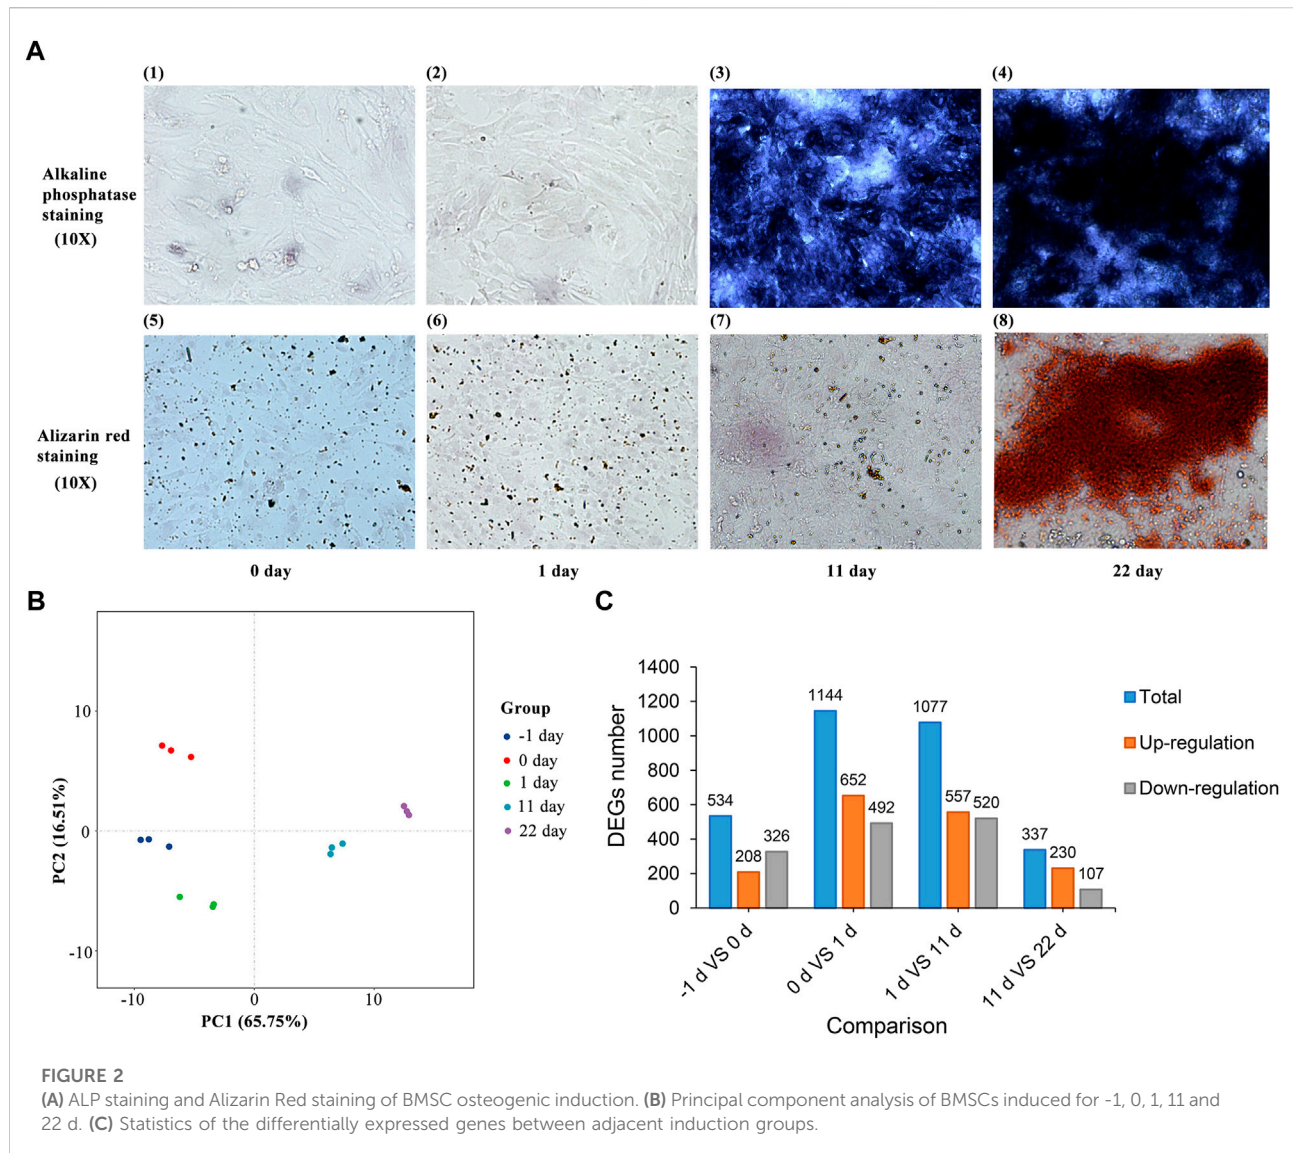 A
(1)
(2)
(3)
(4)
Alkaline
phosphatase
staining
(10X)
(5)
(6)
(7)
(8)
Alizarin red
staining
(10X)
0 day
1 day
11 day
22 day
B
10
0
-10
PC2 (16.51%)
-10
0
10
PC1 (65.75%)
Group
-1 day
0 day
1 day
11 day
22 day
C
DEGs number
1400
1200
1000
800
600
400
200
0
534
208
326
1144
652
492
1077
557
520
337
230
107
-1 d VS 0 d
0 d VS 1 d
1 d VS 11 d
11 d VS 22 d
Comparison
Total
Up-regulation
Down-regulation
FIGURE 2
(A) ALP staining and Alizarin Red staining of BMSC osteogenic induction. (B) Principal component analysis of BMSCs induced for -1, 0, 1, 11 and
22 d. (C) Statistics of the differentially expressed genes between adjacent induction groups.